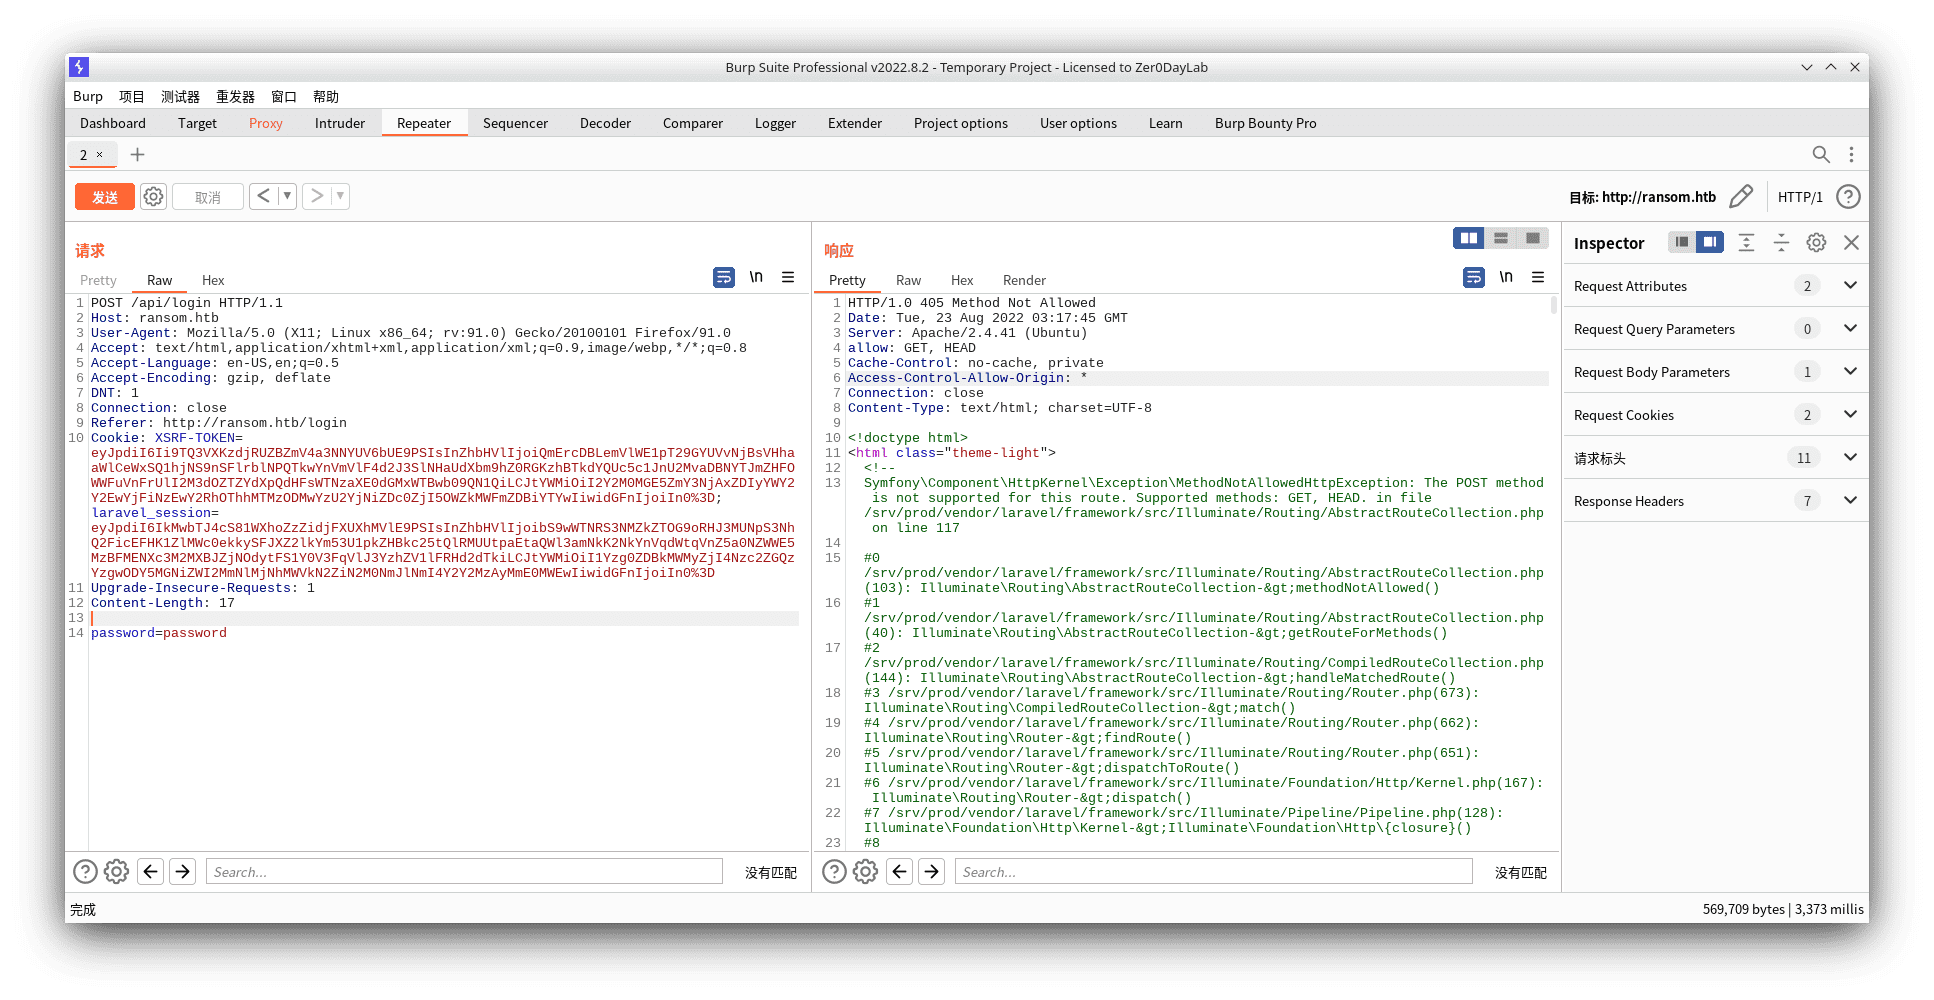 Burp Suite Professional v2022.8.2 - Temporary Project - Licensed to Zer0DayLab
Burp 项目 测试器 重发器 窗口 帮助
Dashboard Target Proxy Intruder Repeater Sequencer Decoder Comparer Logger Extender Project options User options Learn Burp Bounty Pro
2 ×
发送 取消 < >
目标: http://ransom.htb HTTP/1
请求
Pretty Raw Hex
\n
1 POST /api/login HTTP/1.1
2 Host: ransom.htb
3 User-Agent: Mozilla/5.0 (X11; Linux x86_64; rv:91.0) Gecko/20100101 Firefox/91.0
4 Accept: text/html,application/xhtml+xml,application/xml;q=0.9,image/webp,*/*;q=0.8
5 Accept-Language: en-US,en;q=0.5
6 Accept-Encoding: gzip, deflate
7 DNT: 1
8 Connection: close
9 Referer: http://ransom.htb/login
10 Cookie: XSRF-TOKEN=
eyJpdiI6Ii9TQ3VXKzdjRUZBZmV4a3NNYUV6bUE9PSIsInZhbHVlIjoiQmErcDBLemVlWE1pT29GYUVvNjBsVHha
aWlCeWxSQ1hjNS9nSFlrblNPQTkwYnVmVlF4d2J3SlNHaUdXbm9hZ0RGKzhBTkdYQUc5c1JnU2MvaDBNYTJmZHFO
WWFuVnFrUlI2M3dOZTZYdXpQdHFsWTNzaXE0dGMxWTBwb09QN1QiLCJtYWMiOiI2Y2M0MGE5ZmY3NjAxZDIyYWY2
Y2EwYjFiNzEwY2RhOThhMTMzODMwYzU2YjNiZDc0ZjI5OWZkMWFmZDBiYTYwIiwidGFnIjoiIn0%3D;
laravel_session=
eyJpdiI6IkMwbTJ4cS81WXhoZzZidjFXUXhMVlE9PSIsInZhbHVlIjoibS9wWTNRS3NMZkZTOG9oRHJ3MUNpS3Nh
Q2FicEFHK1ZlMWc0ekkySFJXZ2lkYm53U1pkZHBkc25tQlRMUUtpaEtaQWl3amNkK2NkYnVqdWtqVnZ5a0NZWWE5
MzBFMENXc3M2MXBJZjNOdytFS1Y0V3FqVlJ3YzhZV1lFRHd2dTkiLCJtYWMiOiI1Yzg0ZDBkMWMyZjI4Nzc2ZGQz
YzgwODY5MGNiZWI2MmNlMjNhMWVkN2ZiN2M0NmJlNmI4Y2Y2MzAyMmE0MWEwIiwidGFnIjoiIn0%3D
11 Upgrade-Insecure-Requests: 1
12 Content-Length: 17
13
14 password=password
Search... 没有匹配
响应
Pretty Raw Hex Render
\n
1 HTTP/1.0 405 Method Not Allowed
2 Date: Tue, 23 Aug 2022 03:17:45 GMT
3 Server: Apache/2.4.41 (Ubuntu)
4 allow: GET, HEAD
5 Cache-Control: no-cache, private
6 Access-Control-Allow-Origin: *
7 Connection: close
8 Content-Type: text/html; charset=UTF-8
9
10 <!doctype html>
11 <html class="theme-light">
12 <!--
13 Symfony\Component\HttpKernel\Exception\MethodNotAllowedHttpException: The POST method
is not supported for this route. Supported methods: GET, HEAD. in file
/srv/prod/vendor/laravel/framework/src/Illuminate/Routing/AbstractRouteCollection.php
on line 117
14
15 #0
/srv/prod/vendor/laravel/framework/src/Illuminate/Routing/AbstractRouteCollection.php
(103): Illuminate\Routing\AbstractRouteCollection-&gt;methodNotAllowed()
16 #1
/srv/prod/vendor/laravel/framework/src/Illuminate/Routing/AbstractRouteCollection.php
(40): Illuminate\Routing\AbstractRouteCollection-&gt;getRouteForMethods()
17 #2
/srv/prod/vendor/laravel/framework/src/Illuminate/Routing/CompiledRouteCollection.php
(144): Illuminate\Routing\AbstractRouteCollection-&gt;handleMatchedRoute()
18 #3 /srv/prod/vendor/laravel/framework/src/Illuminate/Routing/Router.php(673):
Illuminate\Routing\CompiledRouteCollection-&gt;match()
19 #4 /srv/prod/vendor/laravel/framework/src/Illuminate/Routing/Router.php(662):
Illuminate\Routing\Router-&gt;findRoute()
20 #5 /srv/prod/vendor/laravel/framework/src/Illuminate/Routing/Router.php(651):
Illuminate\Routing\Router-&gt;dispatchToRoute()
21 #6 /srv/prod/vendor/laravel/framework/src/Illuminate/Foundation/Http/Kernel.php(167):
Illuminate\Routing\Router-&gt;dispatch()
22 #7 /srv/prod/vendor/laravel/framework/src/Illuminate/Pipeline/Pipeline.php(128):
Illuminate\Foundation\Http\Kernel-&gt;Illuminate\Foundation\Http\{closure}()
23 #8
Search... 没有匹配
Inspector
Request Attributes 2
Request Query Parameters 0
Request Body Parameters 1
Request Cookies 2
请求标头 11
Response Headers 7
完成
569,709 bytes | 3,373 millis